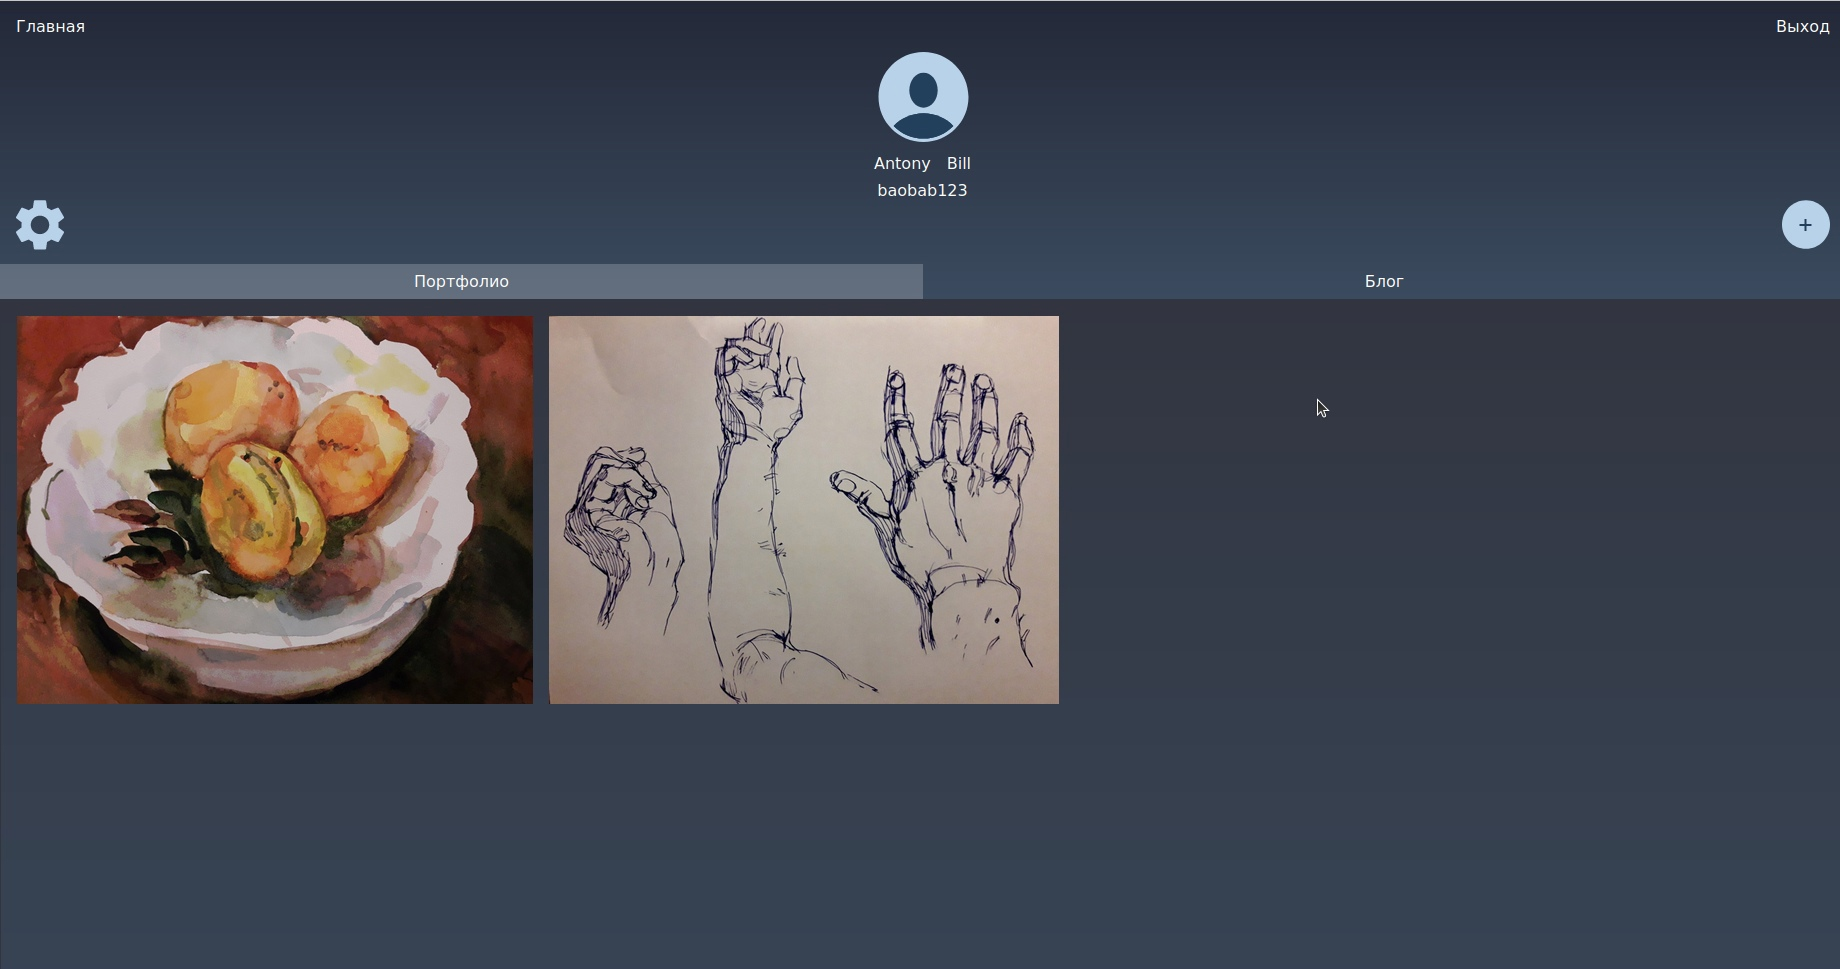 Главная
Выход
Antony Bill
baobab123
+
Портфолио
Блог